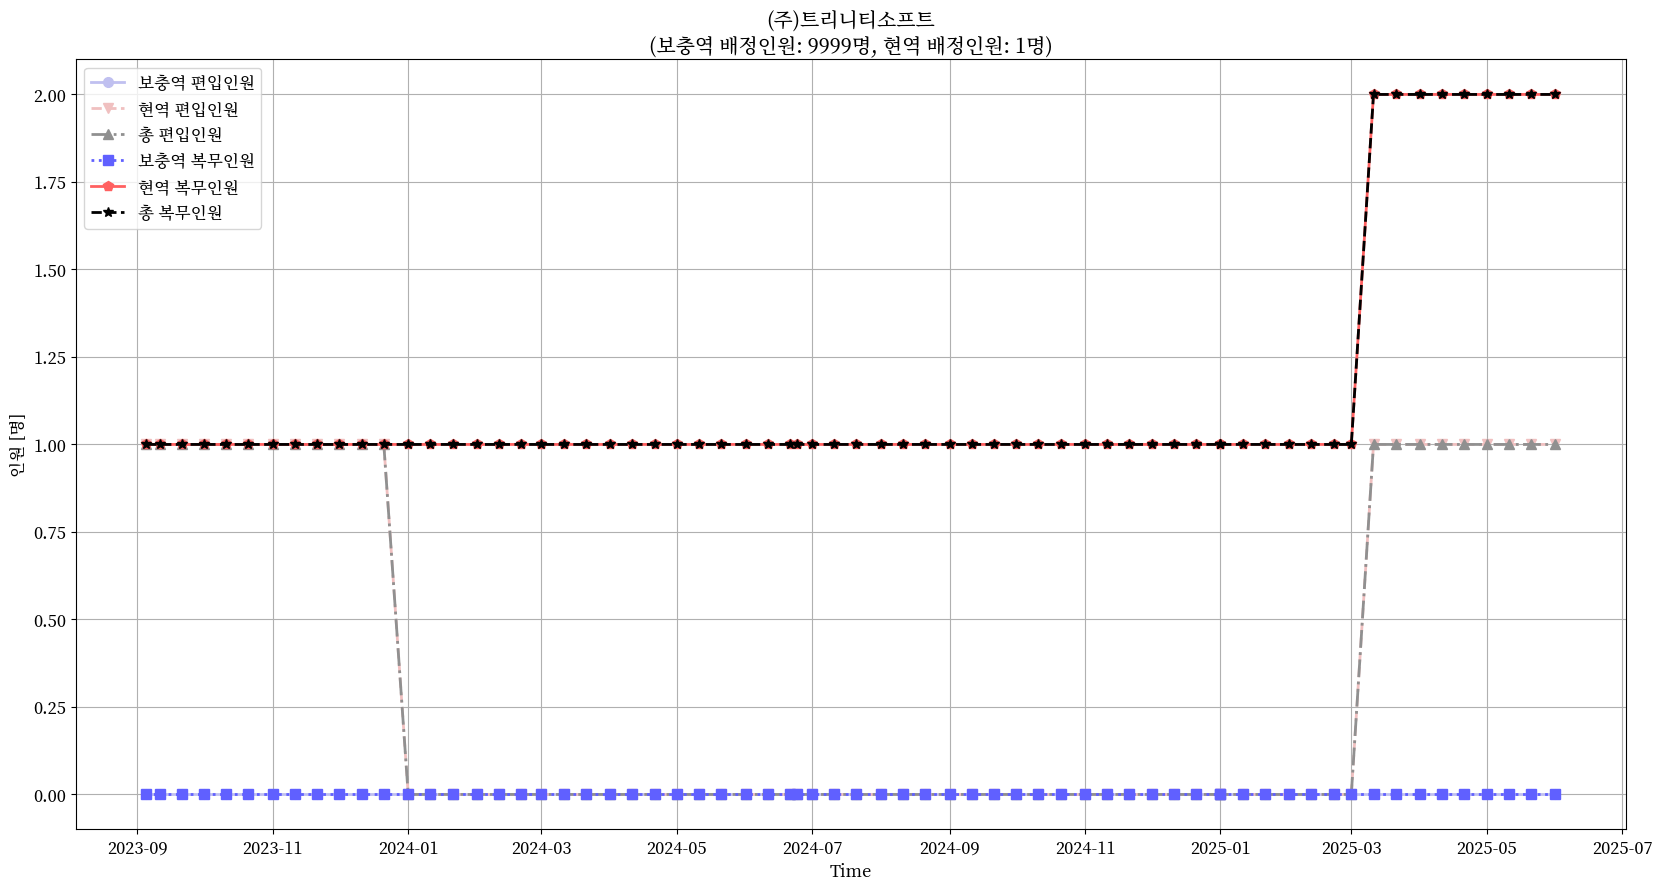 (주)트리니티소프트
(보충역 배정인원: 9999명, 현역 배정인원: 1명)
보충역 편입인원
현역 편입인원
총 편입인원
보충역 복무인원
현역 복무인원
총 복무인원
2.00
1.75
1.50
1.25
1.00
0.75
0.50
0.25
0.00
인원 [명]
2023-09
2023-11
2024-01
2024-03
2024-05
2024-07
2024-09
2024-11
2025-01
2025-03
2025-05
2025-07
Time